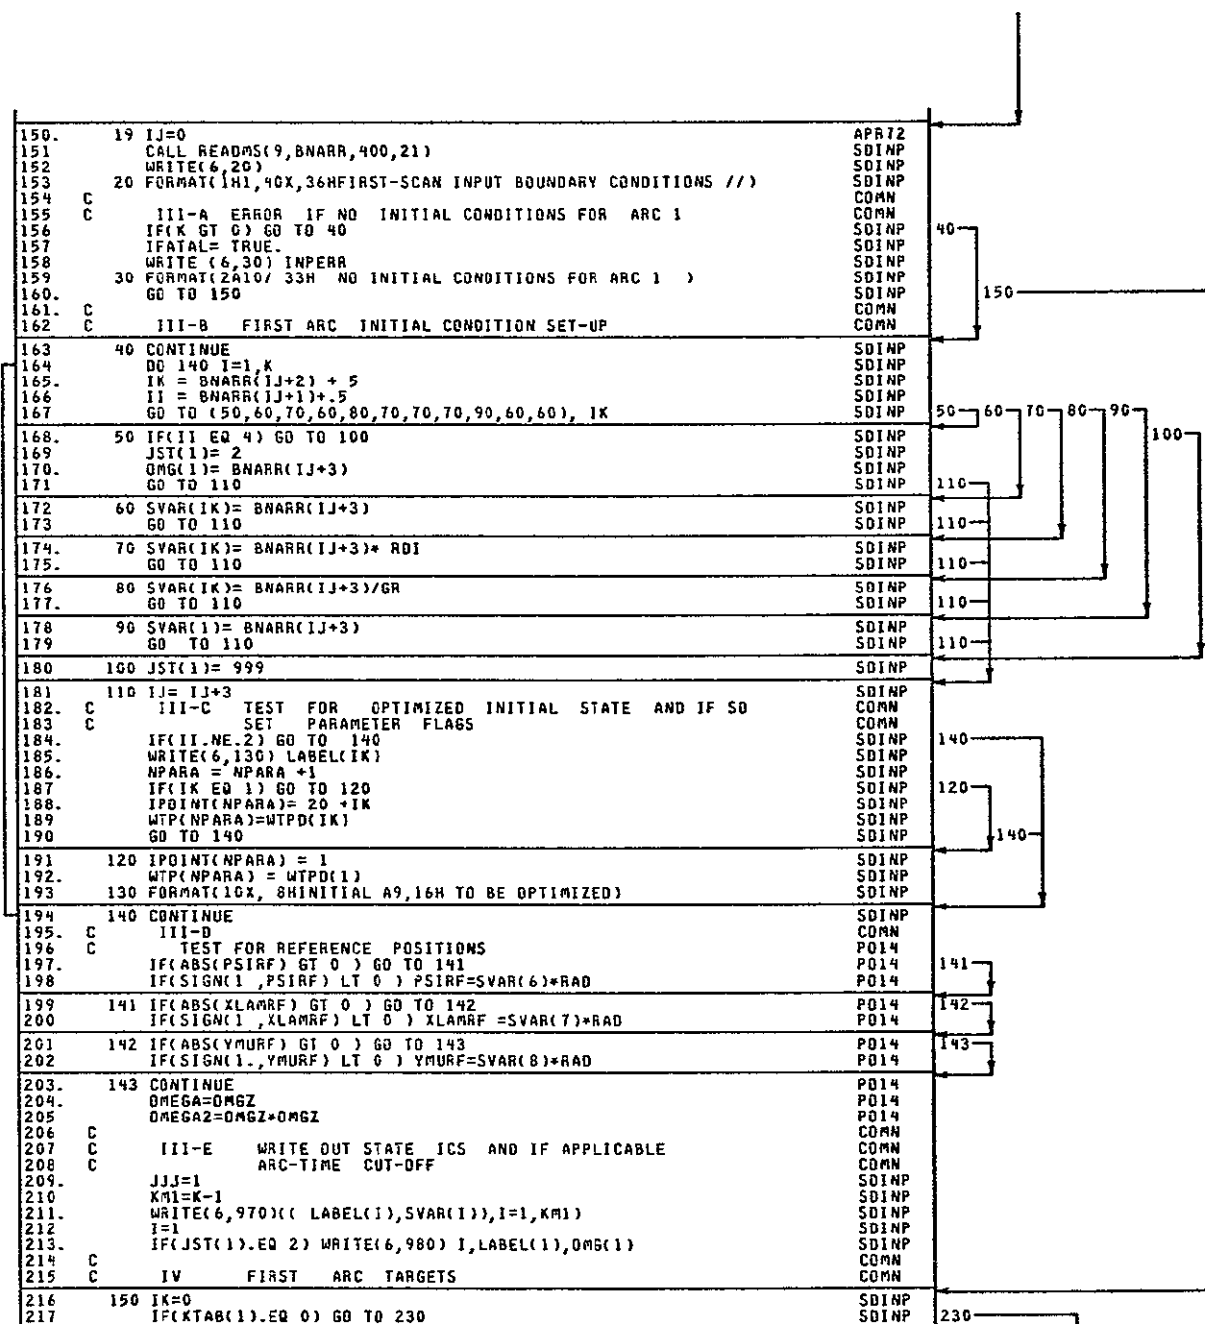 150. 19 IJ=0 APR72
151 CALL READMS(9,BNARR,400,21) SDINP
152 WRITE(6,20) SDINP
153 20 FORMAT(1H1,40X,36HFIRST-SCAN INPUT BOUNDARY CONDITIONS //) SDINP
154 C COMN
155 C III-A ERROR IF NO INITIAL CONDITIONS FOR ARC 1 COMN
156 IF(K GT 0) GO TO 40 SDINP 40
157 IFATAL= TRUE. SDINP
158 WRITE (6,30) INPERR SDINP
159 30 FORMAT(2A10/ 33H NO INITIAL CONDITIONS FOR ARC 1 ) SDINP
160. GO TO 150 SDINP 150
161. C COMN
162 C III-B FIRST ARC INITIAL CONDITION SET-UP COMN
163 40 CONTINUE SDINP
164 DO 140 I=1,K SDINP
165. IK = BNARR(IJ+2) + 5 SDINP
166 II = BNARR(IJ+1)+.5 SDINP
167 GO TO (50,60,70,60,80,70,70,70,90,60,60), IK SDINP 50 60 70 80 90
168. 50 IF(II EQ 4) GO TO 100 SDINP 100
169 JST(1)= 2 SDINP
170. OMG(1)= BNARR(IJ+3) SDINP
171 GO TO 110 SDINP 110
172 60 SVAR(IK)= BNARR(IJ+3) SDINP
173 GO TO 110 SDINP 110
174. 70 SVAR(IK)= BNARR(IJ+3)* RDI SDINP
175. GO TO 110 SDINP 110
176 80 SVAR(IK)= BNARR(IJ+3)/GR SDINP
177. GO TO 110 SDINP 110
178 90 SVAR(1)= BNARR(IJ+3) SDINP
179 GO TO 110 SDINP 110
180 100 JST(1)= 999 SDINP
181 110 IJ= IJ+3 SDINP
182. C III-C TEST FOR OPTIMIZED INITIAL STATE AND IF SO COMN
183 C SET PARAMETER FLAGS COMN
184. IF(II.NE.2) GO TO 140 SDINP 140
185. WRITE(6,130) LABEL(IK) SDINP
186. NPARA = NPARA +1 SDINP
187 IF(IK EQ 1) GO TO 120 SDINP 120
188. IPOINT(NPARA)= 20 +IK SDINP
189 WTP(NPARA)=WTPD(IK) SDINP
190 GO TO 140 SDINP 140
191 120 IPOINT(NPARA) = 1 SDINP
192. WTP(NPARA) = WTPD(1) SDINP
193 130 FORMAT(10X, 8HINITIAL A9,16H TO BE OPTIMIZED) SDINP
194 140 CONTINUE SDINP
195. C III-D COMN
196 C TEST FOR REFERENCE POSITIONS PO14
197. IF(ABS(PSIRF) GT 0 ) GO TO 141 PO14 141
198 IF(SIGN(1 ,PSIRF) LT 0 ) PSIRF=SVAR(6)*RAD PO14
199 141 IF(ABS(XLAMRF) GT 0 ) GO TO 142 PO14 142
200 IF(SIGN(1 ,XLAMRF) LT 0 ) XLAMRF =SVAR(7)*RAD PO14
201 142 IF(ABS(YMURF) GT 0 ) GO TO 143 PO14 143
202 IF(SIGN(1.,YMURF) LT 0 ) YMURF=SVAR(8)*RAD PO14
203. 143 CONTINUE PO14
204. OMEGA=OMGZ PO14
205 OMEGA2=OMGZ*OMGZ PO14
206 C COMN
207 C III-E WRITE OUT STATE ICS AND IF APPLICABLE COMN
208 C ARC-TIME CUT-OFF COMN
209. JJJ=1 SDINP
210 KM1=K-1 SDINP
211. WRITE(6,970)(( LABEL(I),SVAR(I)),I=1,KM1) SDINP
212 I=1 SDINP
213. IF(JST(1).EQ 2) WRITE(6,980) I,LABEL(1),OMG(1) SDINP
214 C COMN
215 C IV FIRST ARC TARGETS COMN
216 150 IK=0 SDINP
217 IF(KTAB(1).EQ 0) GO TO 230 SDINP 230